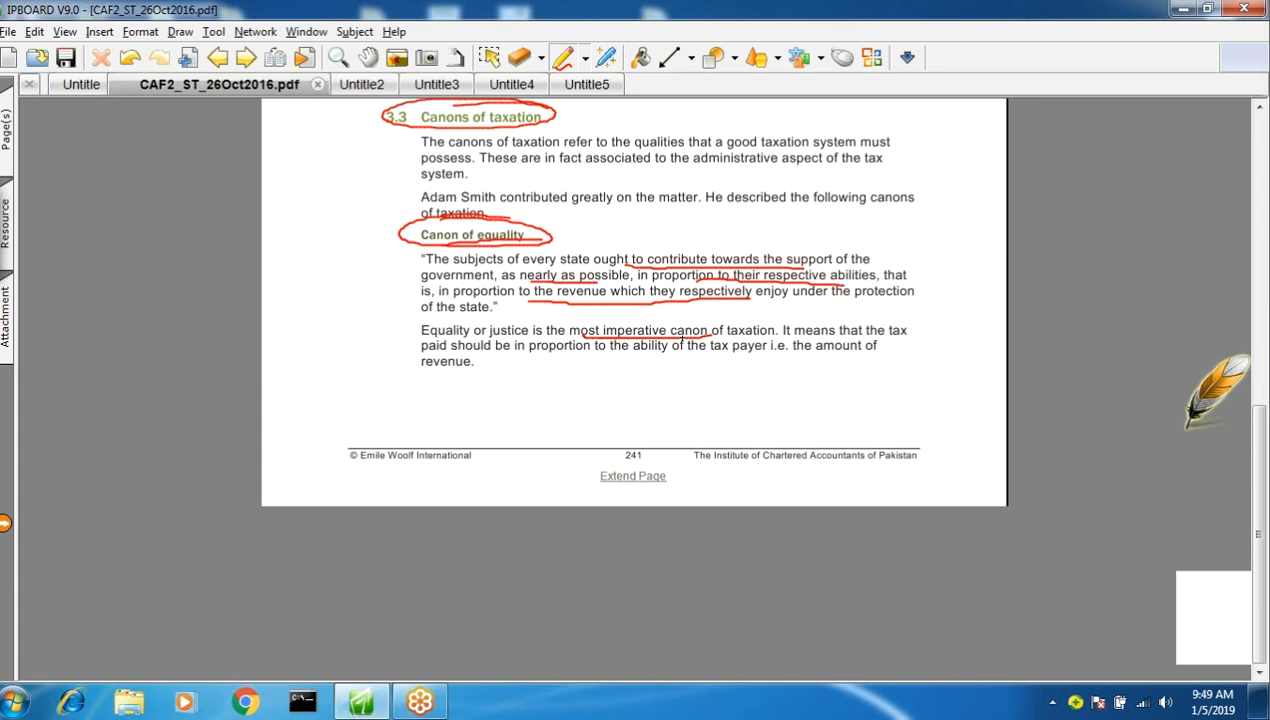 IPBOARD V9.0 - [CAF2_ST_26Oct2016.pdf]
File Edit View Insert Format Draw Tool Network Window Subject Help
Untitle CAF2_ST_26Oct2016.pdf Untitle2 Untitle3 Untitle4 Untitle5
Page(s)
Resource
Attachment
3.3 Canons of taxation
The canons of taxation refer to the qualities that a good taxation system must
possess. These are in fact associated to the administrative aspect of the tax
system.
Adam Smith contributed greatly on the matter. He described the following canons
of taxation
Canon of equality
“The subjects of every state ought to contribute towards the support of the
government, as nearly as possible, in proportion to their respective abilities, that
is, in proportion to the revenue which they respectively enjoy under the protection
of the state.”
Equality or justice is the most imperative canon of taxation. It means that the tax
paid should be in proportion to the ability of the tax payer i.e. the amount of
revenue.
© Emile Woolf International 241 The Institute of Chartered Accountants of Pakistan
Extend Page
9:49 AM
1/5/2019